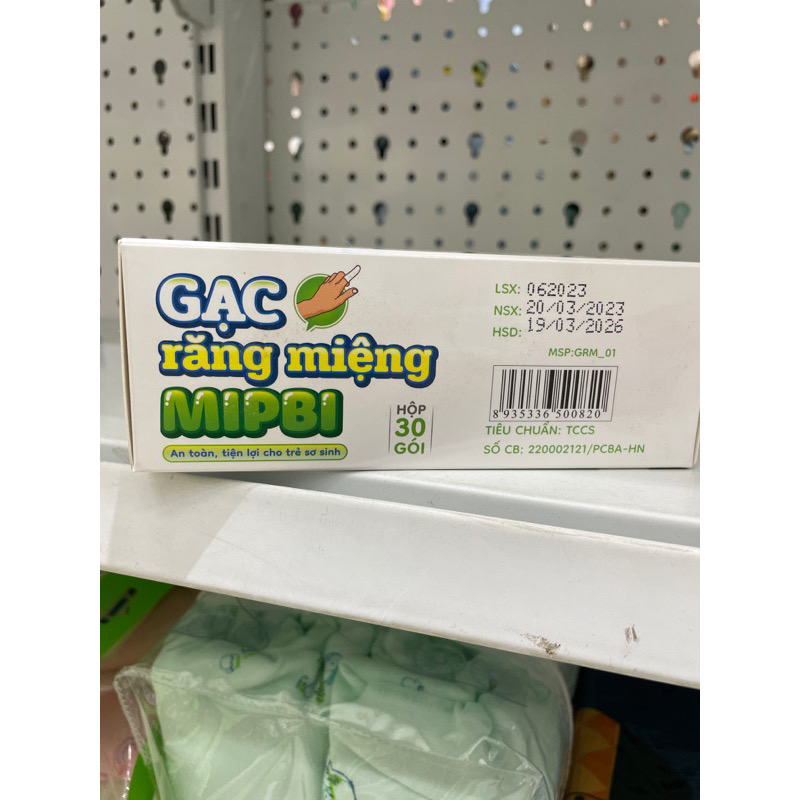 GẠC
răng miệng
MIPBI
An toàn, tiện lợi cho trẻ sơ sinh
HỘP
30
GÓI
LSX: 062023
NSX: 20/03/2023
HSD: 19/03/2026
MSP:GRM_01
8 935336 500820
TIÊU CHUẨN: TCCS
SỐ CB: 220002121/PCBA-HN